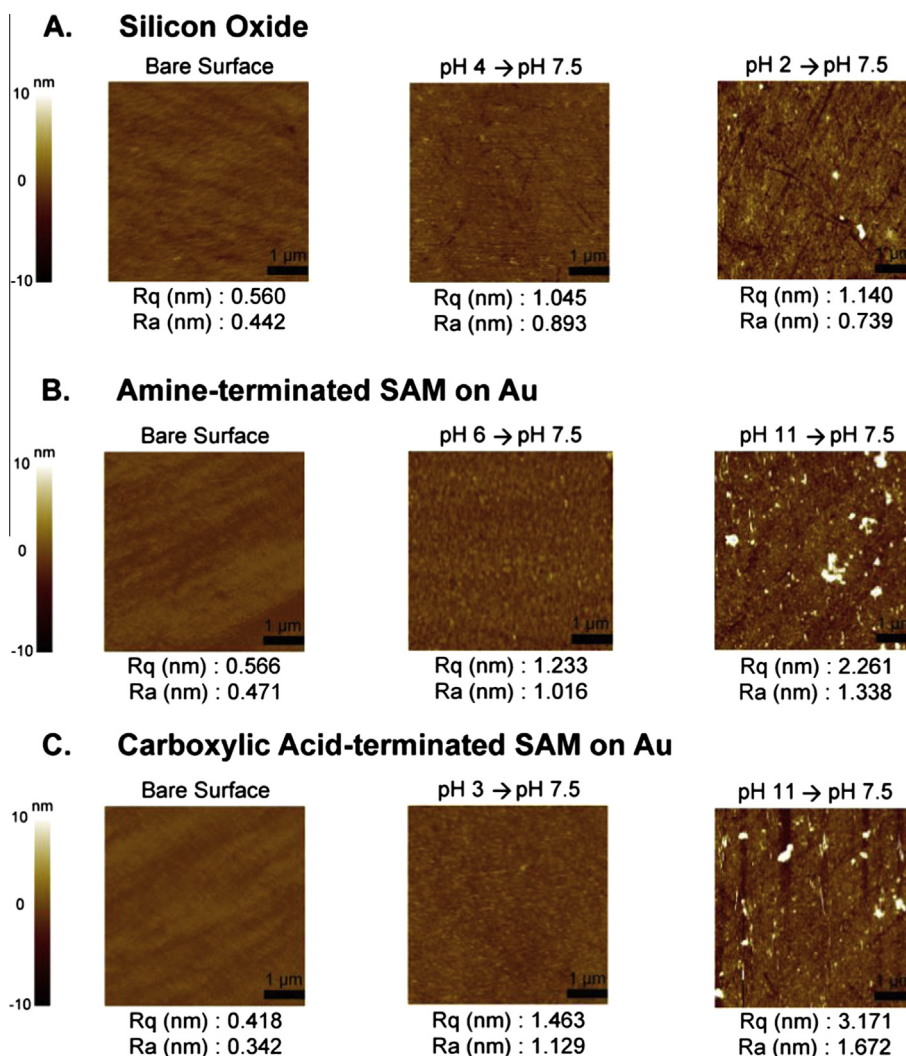 A. Silicon Oxide
Bare Surface pH 4 → pH 7.5 pH 2 → pH 7.5
nm
10
0
-10
1 µm 1 µm 1 µm
Rq (nm) : 0.560 Rq (nm) : 1.045 Rq (nm) : 1.140
Ra (nm) : 0.442 Ra (nm) : 0.893 Ra (nm) : 0.739
B. Amine-terminated SAM on Au
Bare Surface pH 6 → pH 7.5 pH 11 → pH 7.5
nm
10
0
-10
1 µm 1 µm 1 µm
Rq (nm) : 0.566 Rq (nm) : 1.233 Rq (nm) : 2.261
Ra (nm) : 0.471 Ra (nm) : 1.016 Ra (nm) : 1.338
C. Carboxylic Acid-terminated SAM on Au
Bare Surface pH 3 → pH 7.5 pH 11 → pH 7.5
nm
10
0
-10
1 µm 1 µm 1 µm
Rq (nm) : 0.418 Rq (nm) : 1.463 Rq (nm) : 3.171
Ra (nm) : 0.342 Ra (nm) : 1.129 Ra (nm) : 1.672